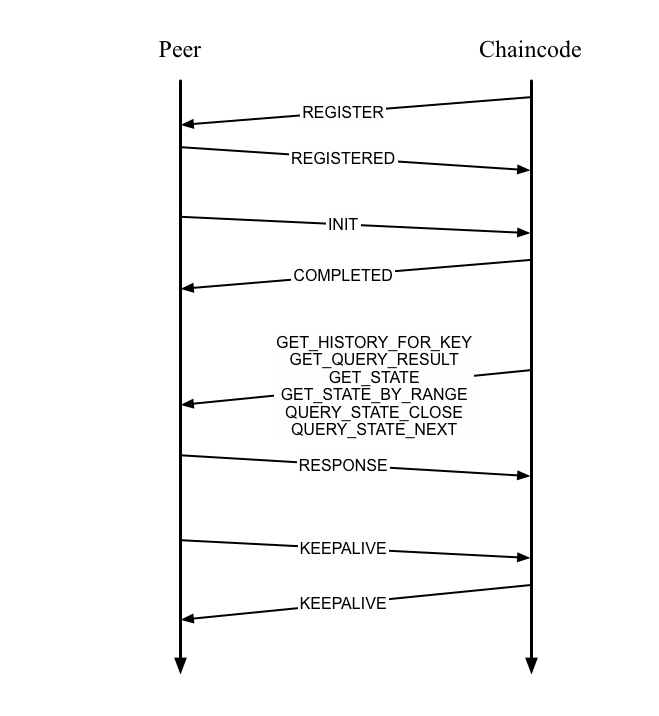 Peer
Chaincode
REGISTER
REGISTERED
INIT
COMPLETED
GET_HISTORY_FOR_KEY
GET_QUERY_RESULT
GET_STATE
GET_STATE_BY_RANGE
QUERY_STATE_CLOSE
QUERY_STATE_NEXT
RESPONSE
KEEPALIVE
KEEPALIVE